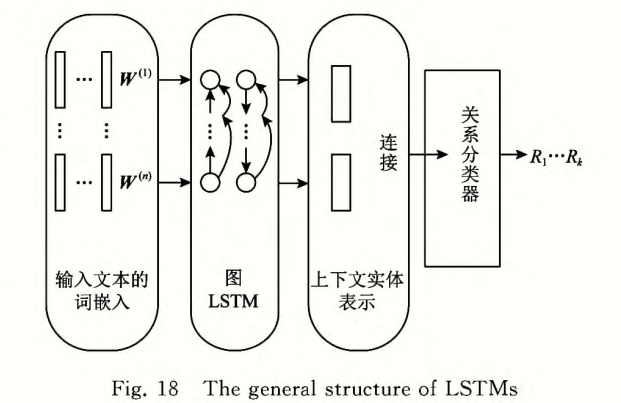 … W(1)
⋮ ⋮
… W(n)
输入文本的
词嵌入
⋮ ⋮
图
LSTM
连接
上下文实体
表示
关系分类器
R1…Rk
Fig. 18 The general structure of LSTMs